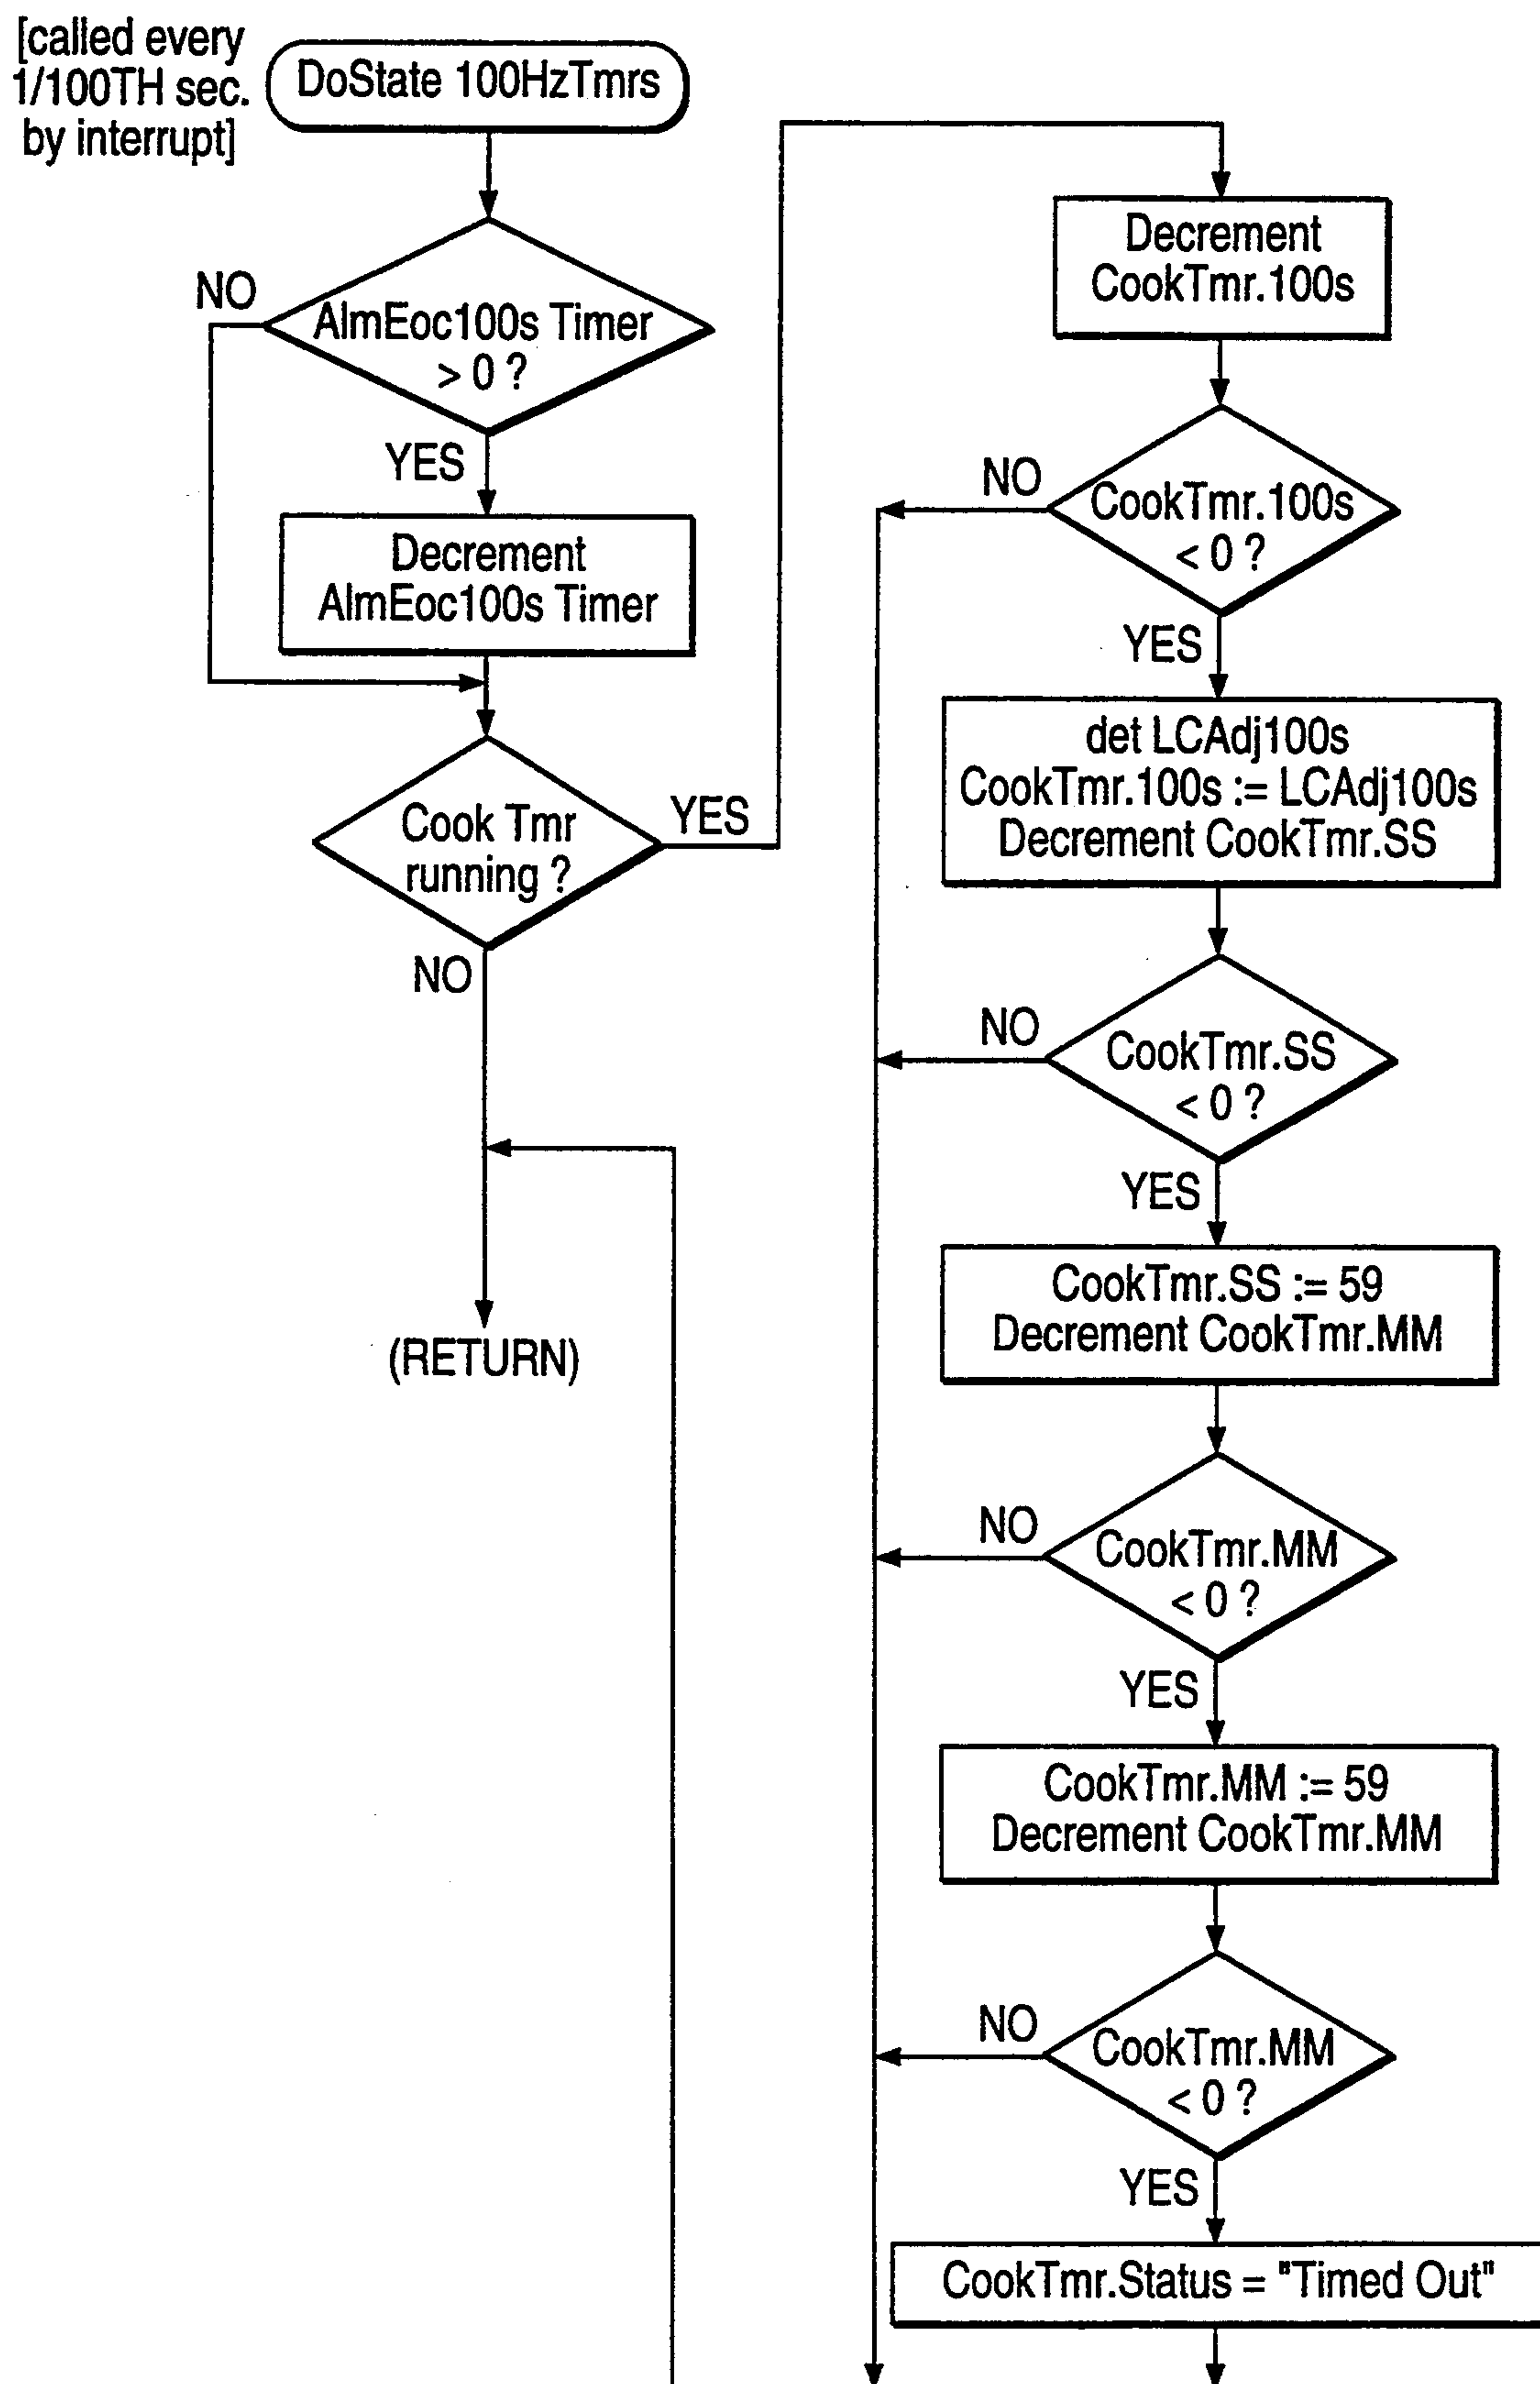 [called every
1/100TH sec.
by interrupt]
DoState 100HzTmrs
AlmEoc100s Timer
> 0 ?
NO
YES
Decrement
AlmEoc100s Timer
Cook Tmr
running ?
YES
NO
(RETURN)
Decrement
CookTmr.100s
CookTmr.100s
< 0 ?
NO
YES
det LCAdj100s
CookTmr.100s := LCAdj100s
Decrement CookTmr.SS
CookTmr.SS
< 0 ?
NO
YES
CookTmr.SS := 59
Decrement CookTmr.MM
CookTmr.MM
< 0 ?
NO
YES
CookTmr.MM := 59
Decrement CookTmr.MM
CookTmr.MM
< 0 ?
NO
YES
CookTmr.Status = "Timed Out"